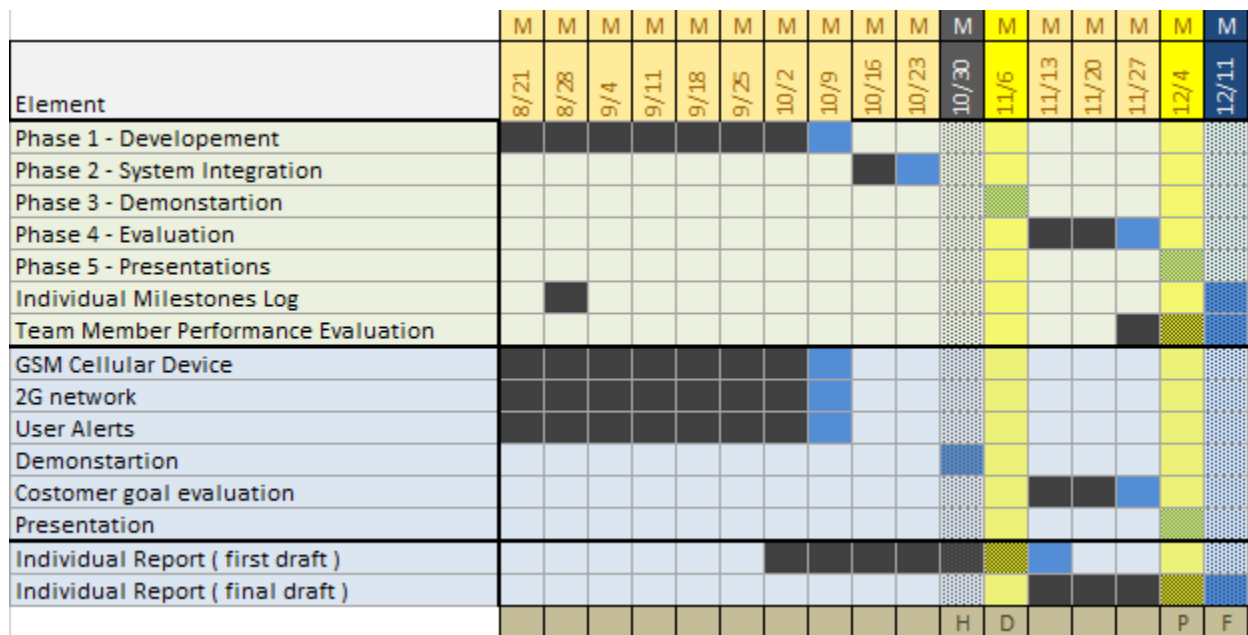 M M M M M M M M M M M M M M M M M
Element 8/21 8/28 9/4 9/11 9/18 9/25 10/2 10/9 10/16 10/23 10/30 11/6 11/13 11/20 11/27 12/4 12/11
Phase 1 - Developement
Phase 2 - System Integration
Phase 3 - Demonstartion
Phase 4 - Evaluation
Phase 5 - Presentations
Individual Milestones Log
Team Member Performance Evaluation
GSM Cellular Device
2G network
User Alerts
Demonstartion
Costomer goal evaluation
Presentation
Individual Report ( first draft )
Individual Report ( final draft )
H D P F